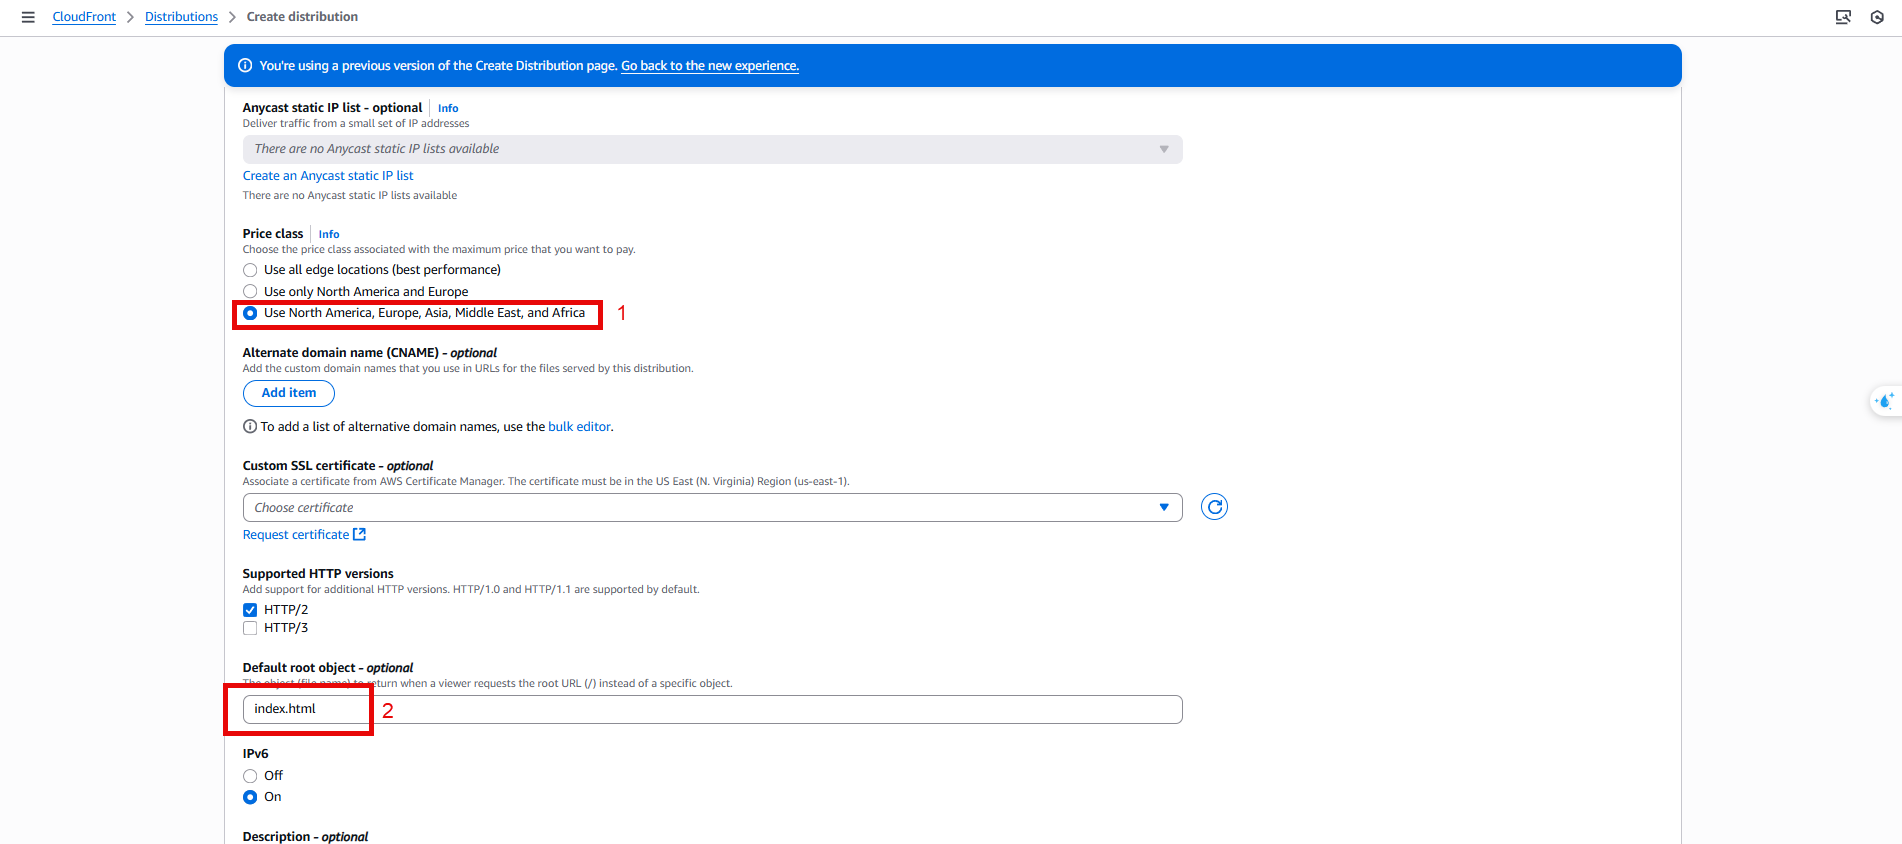 CloudFront > Distributions > Create distribution
You're using a previous version of the Create Distribution page. Go back to the new experience.
Anycast static IP list - optional | Info
Deliver traffic from a small set of IP addresses
There are no Anycast static IP lists available
Create an Anycast static IP list
There are no Anycast static IP lists available
Price class | Info
Choose the price class associated with the maximum price that you want to pay.
Use all edge locations (best performance)
Use only North America and Europe
Use North America, Europe, Asia, Middle East, and Africa 1
Alternate domain name (CNAME) - optional
Add the custom domain names that you use in URLs for the files served by this distribution.
Add item
To add a list of alternative domain names, use the bulk editor.
Custom SSL certificate - optional
Associate a certificate from AWS Certificate Manager. The certificate must be in the US East (N. Virginia) Region (us-east-1).
Choose certificate
Request certificate
Supported HTTP versions
Add support for additional HTTP versions. HTTP/1.0 and HTTP/1.1 are supported by default.
HTTP/2
HTTP/3
Default root object - optional
The object (file name) to return when a viewer requests the root URL (/) instead of a specific object.
index.html 2
IPv6
Off
On
Description - optional